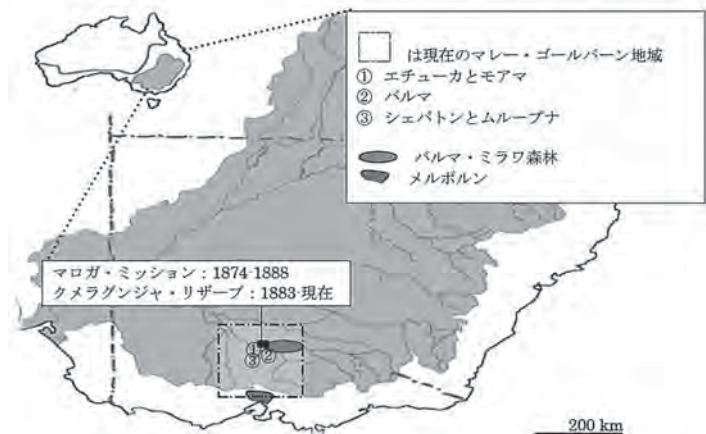 は現在のマレー・ゴールバーン地域
① エチューカとモアマ
② バルマ
③ シェパトンとムループナ
バルマ・ミラワ森林
メルボルン
マロガ・ミッション：1874-1888
クメラグンジャ・リザーブ：1883-現在
①
②
③
200 km